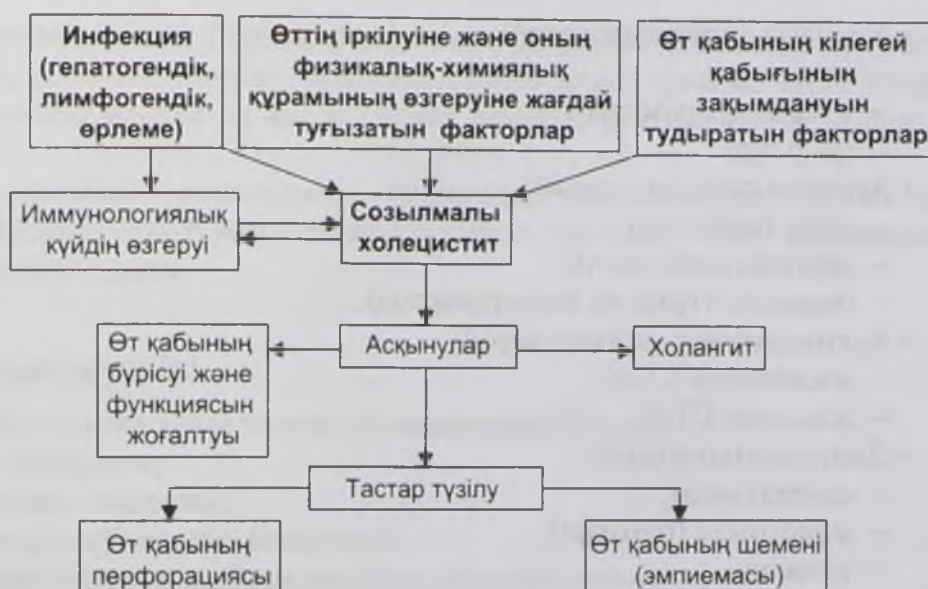 Инфекция
(гепатогендік,
лимфогендік,
өрлеме)
Өттің іркілуіне және оның
физикалық-химиялық
құрамының өзгеруіне жағдай
туғызатын факторлар
Өт қабының кілегей
қабығының
зақымдануын
тудыратын факторлар
Иммунологиялық
күйдің өзгеруі
Созылмалы
холецистит
Өт қабының
бүрісуі және
функциясын
жоғалтуы
Асқынулар
Холангит
Тастар түзілу
Өт қабының
перфорациясы
Өт қабының шемені
(эмпиемасы)